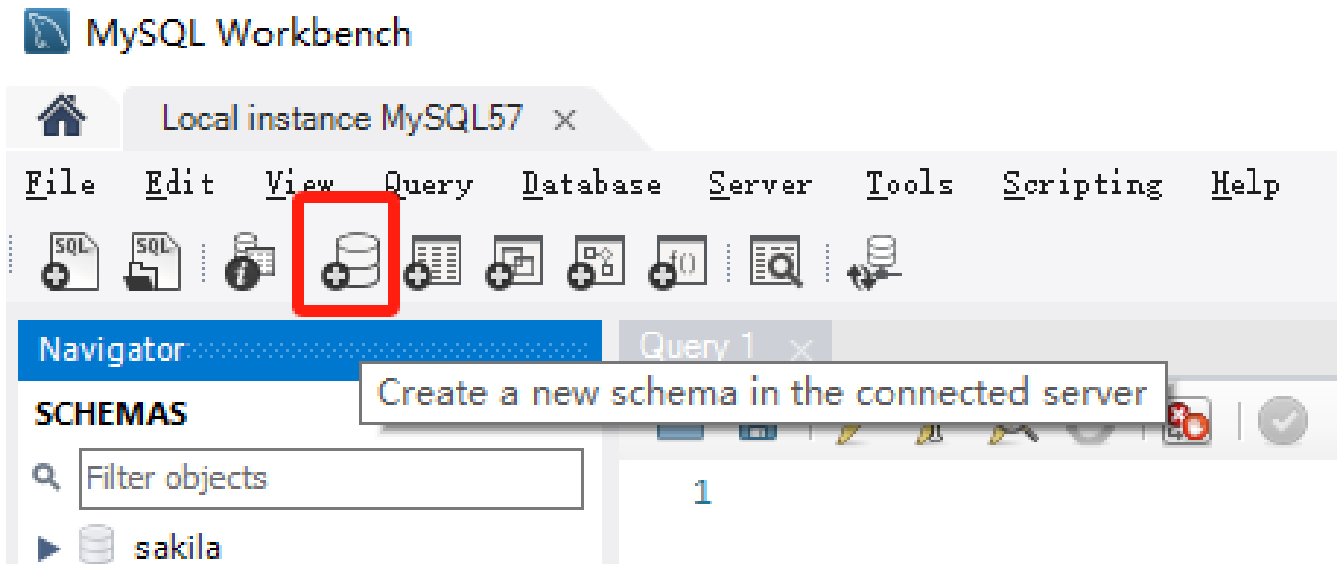 MySQL Workbench
Local instance MySQL57 ×
File Edit View Query Database Server Tools Scripting Help
SQL SQL f()
Navigator Query 1 ×
Create a new schema in the connected server
SCHEMAS
Filter objects 1
sakila